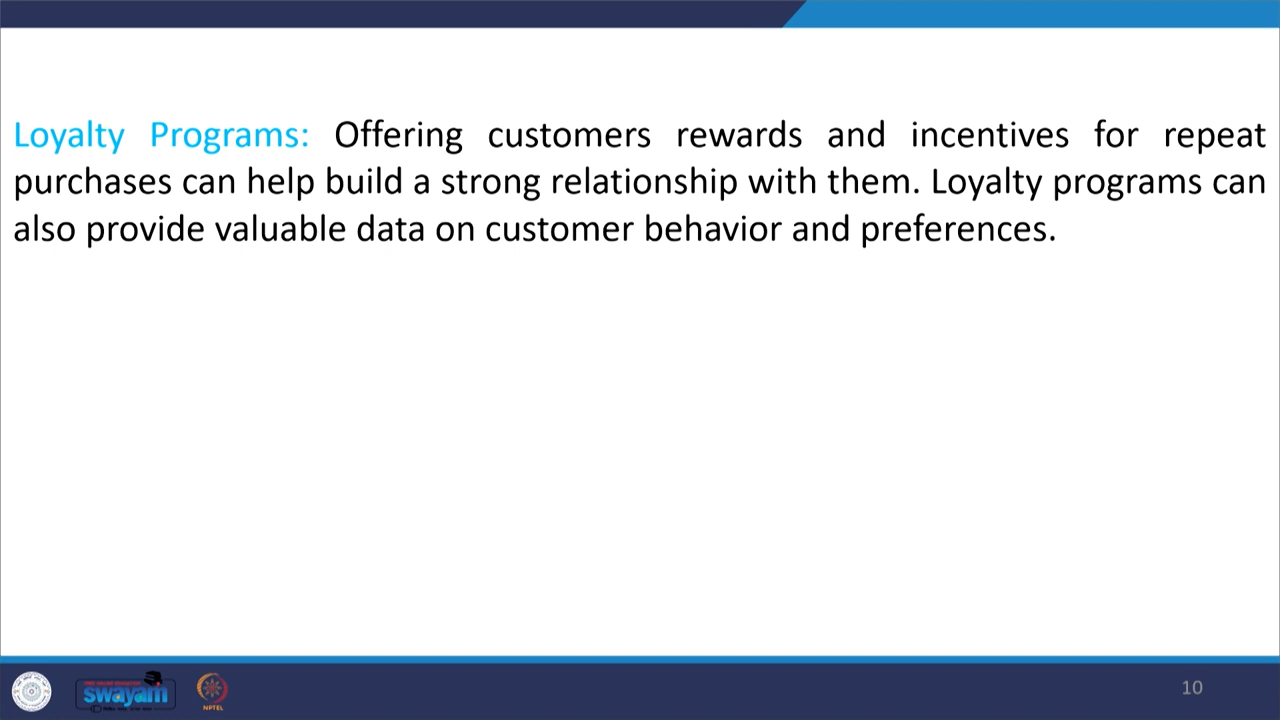 Loyalty Programs: Offering customers rewards and incentives for repeat
purchases can help build a strong relationship with them. Loyalty programs can
also provide valuable data on customer behavior and preferences.
swayam
NPTEL
10